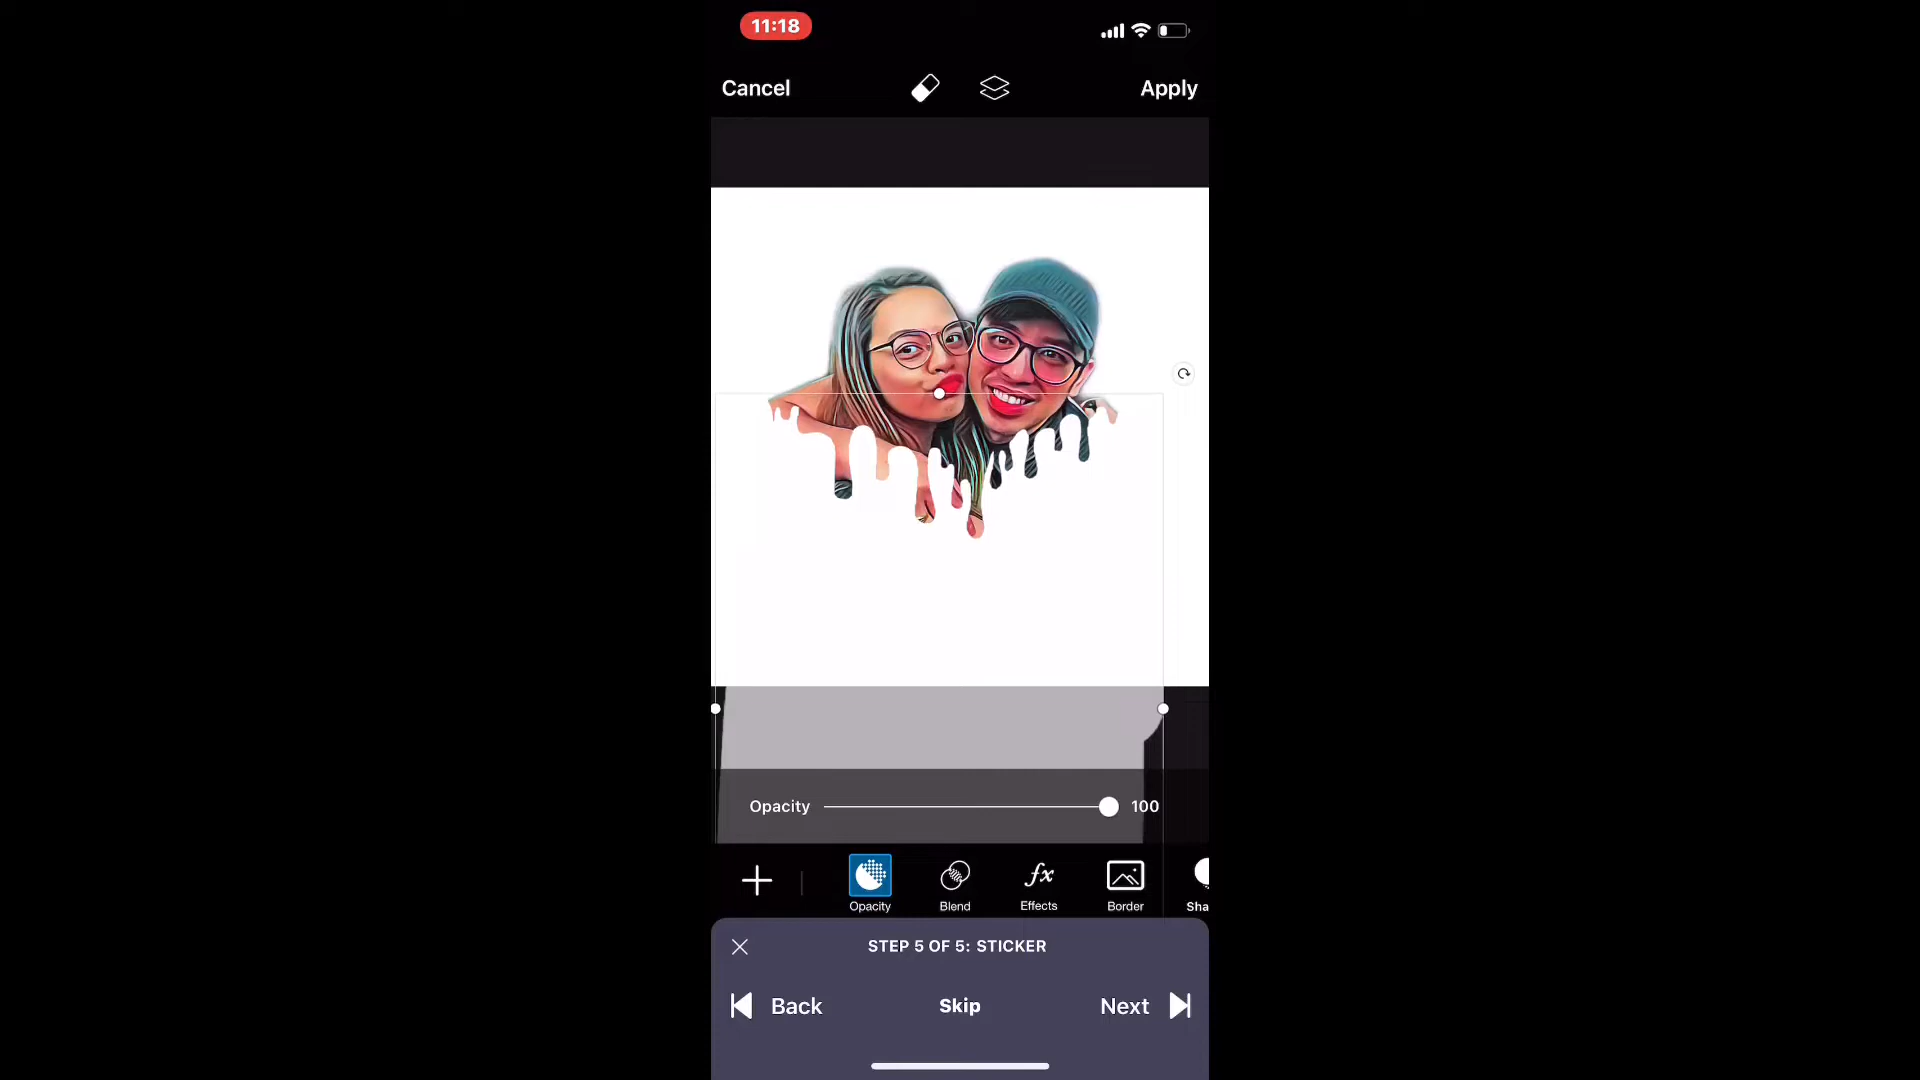 11:18
Cancel
Apply
Opacity 100
Opacity
Blend
fx
Effects
Border
Sha
STEP 5 OF 5: STICKER
Back
Skip
Next